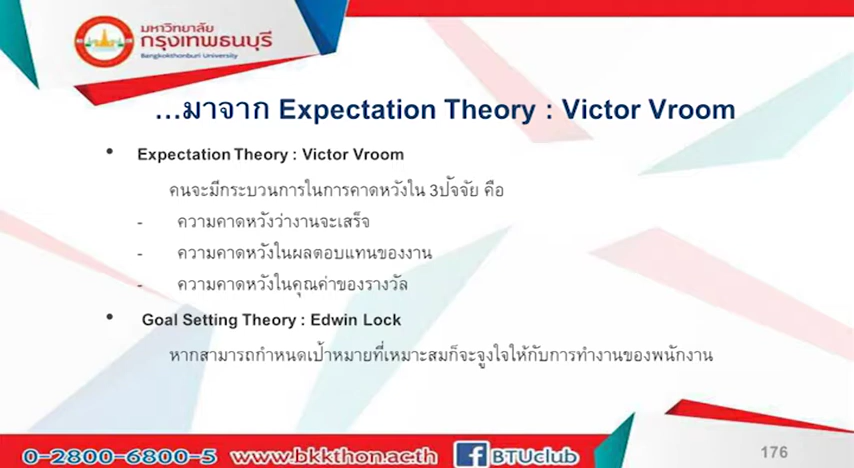 มหาวิทยาลัย
กรุงเทพธนบุรี
Bangkokthonburi University
...มาจาก Expectation Theory : Victor Vroom
• Expectation Theory : Victor Vroom
คนจะมีกระบวนการในการคาดหวังใน 3ปัจจัย คือ
- ความคาดหวังว่างานจะเสร็จ
- ความคาดหวังในผลตอบแทนของงาน
- ความคาดหวังในคุณค่าของรางวัล
• Goal Setting Theory : Edwin Lock
หากสามารถกำหนดเป้าหมายที่เหมาะสมก็จะจูงใจให้กับการทำงานของพนักงาน
0-2800-6800-5 www.bkkthon.ac.th f BTUclub
176